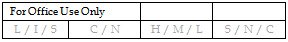 For Office Use Only
L / I / S C / N H / M / L S / N / C